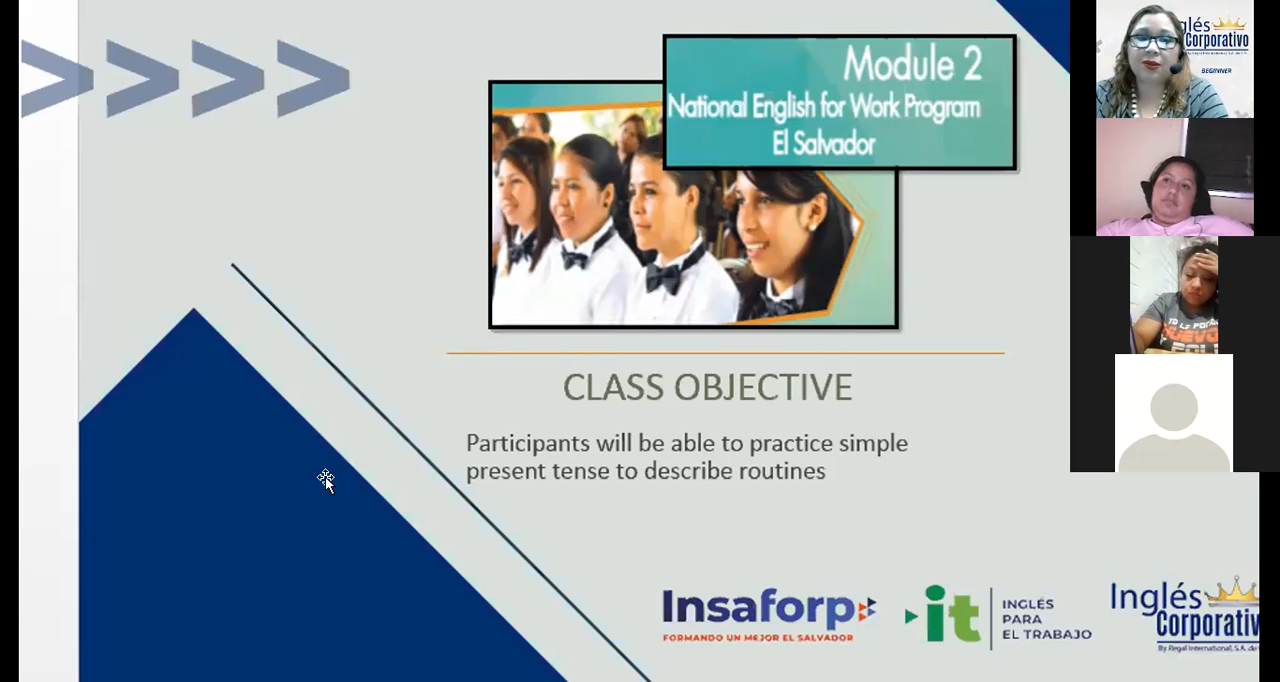 Module 2
National English for Work Program
El Salvador
CLASS OBJECTIVE
Participants will be able to practice simple
present tense to describe routines
Insaforp
FORMANDO UN MEJOR EL SALVADOR
it
INGLÉS
PARA
EL TRABAJO
Inglés
Corporativ
By Regal International, S.A. de
glés
Corporativo
BEGINNER